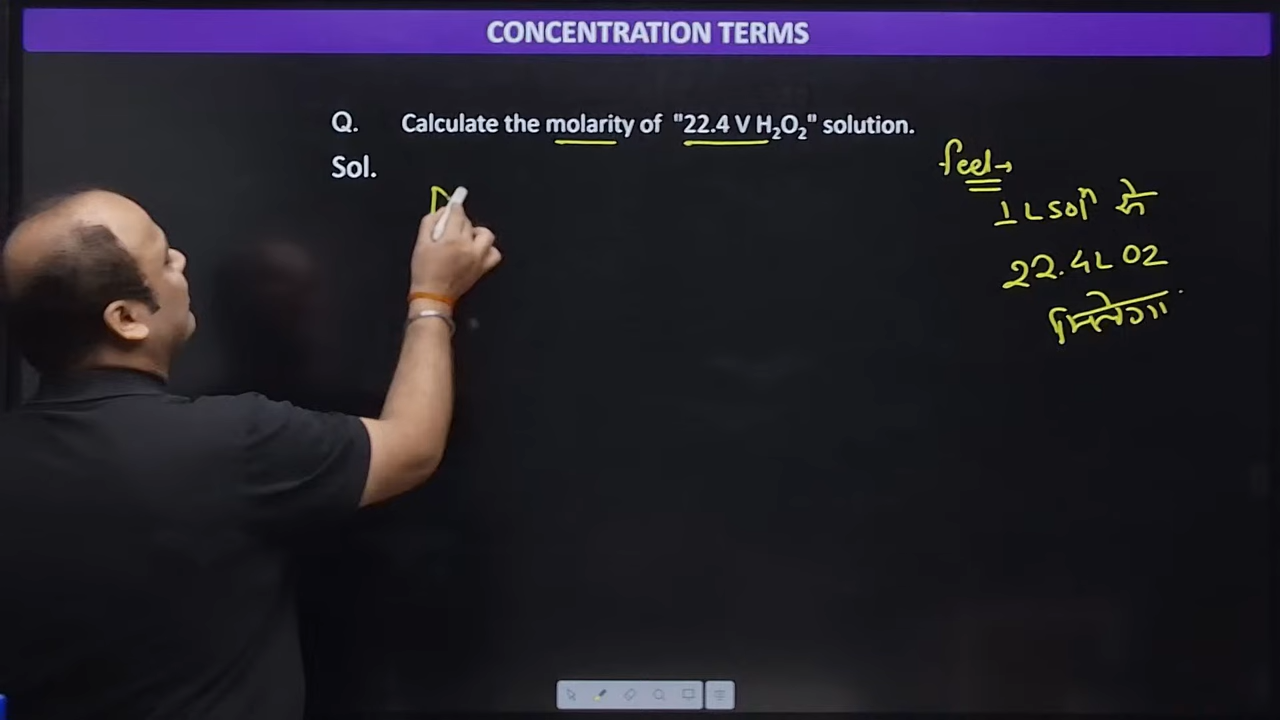 CONCENTRATION TERMS
Q. Calculate the molarity of "22.4 V H₂O₂" solution.
Sol.
feel→
1 L solⁿ में
22.4 L O2
मिलेगा